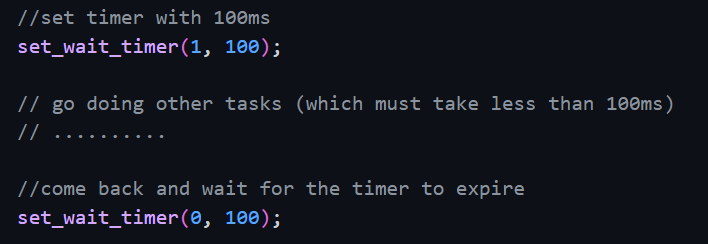 //set timer with 100ms
set_wait_timer(1, 100);
// go doing other tasks (which must take less than 100ms)
// ..........
//come back and wait for the timer to expire
set_wait_timer(0, 100);